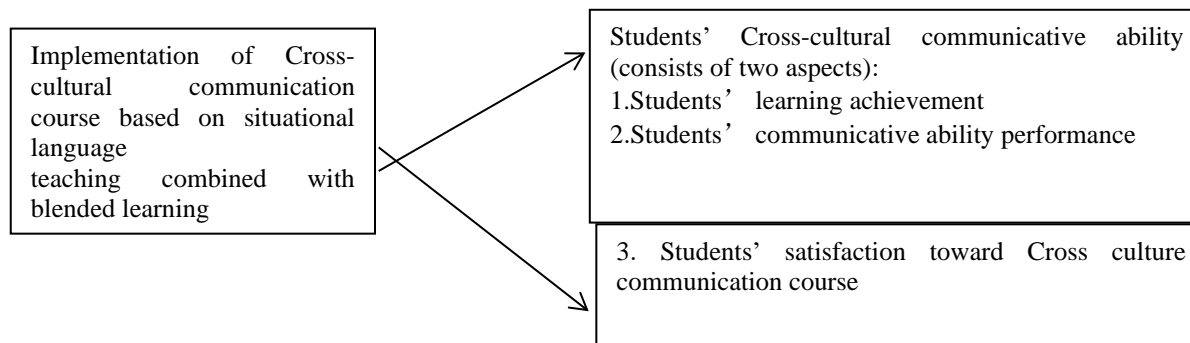 Implementation of Cross-
cultural communication
course based on situational
language
teaching combined with
blended learning
Students’ Cross-cultural communicative ability
(consists of two aspects):
1.Students’ learning achievement
2.Students’ communicative ability performance
3. Students’ satisfaction toward Cross culture
communication course